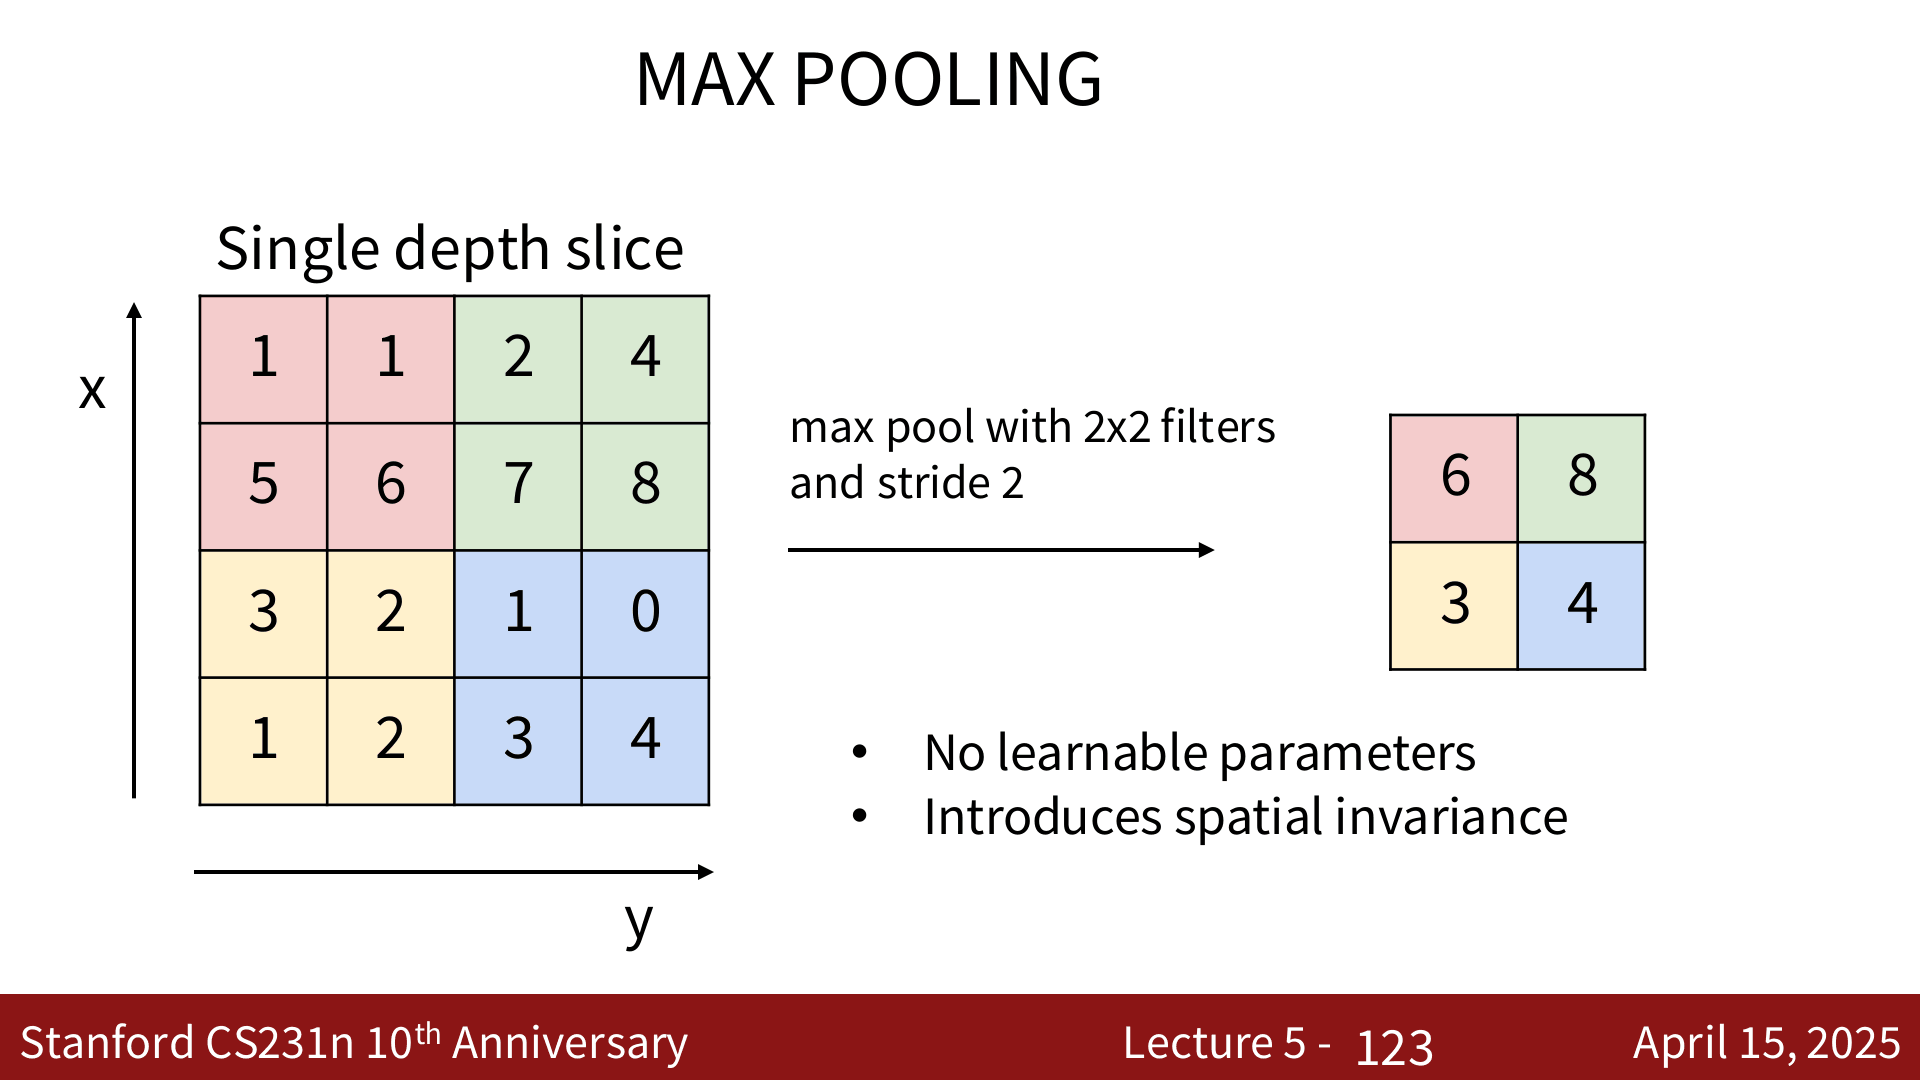 MAX POOLING
Single depth slice
x
1 1 2 4
5 6 7 8
3 2 1 0
1 2 3 4
y
max pool with 2x2 filters
and stride 2
6 8
3 4
• No learnable parameters
• Introduces spatial invariance
Stanford CS231n 10th Anniversary
Lecture 5 - 123
April 15, 2025